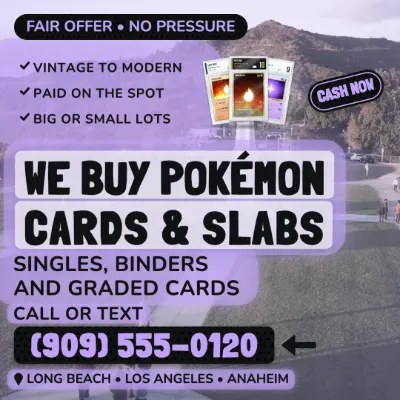 FAIR OFFER • NO PRESSURE
✓ VINTAGE TO MODERN
✓ PAID ON THE SPOT
✓ BIG OR SMALL LOTS
CASH NOW
WE BUY POKÉMON
CARDS & SLABS
SINGLES, BINDERS
AND GRADED CARDS
CALL OR TEXT
(909) 555-0120
LONG BEACH • LOS ANGELES • ANAHEIM